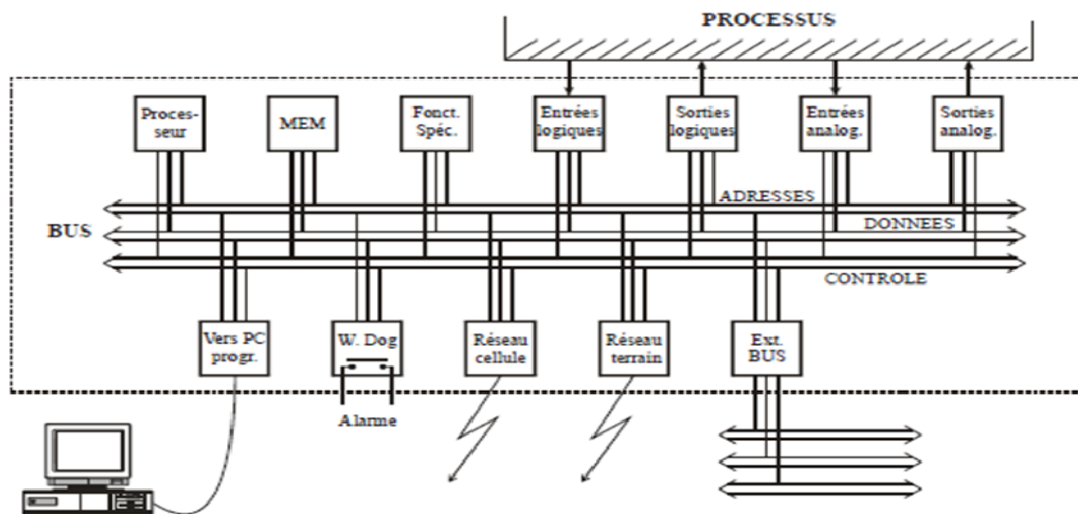 PROCESSUS
Proces-
seur
MEM
Fonct.
Spéc.
Entrées
logiques
Sorties
logiques
Entrées
analog.
Sorties
analog.
ADRESSES
BUS
DONNEES
CONTROLE
Vers PC
progr.
W. Dog
Réseau
cellule
Réseau
terrain
Ext.
BUS
Alarme